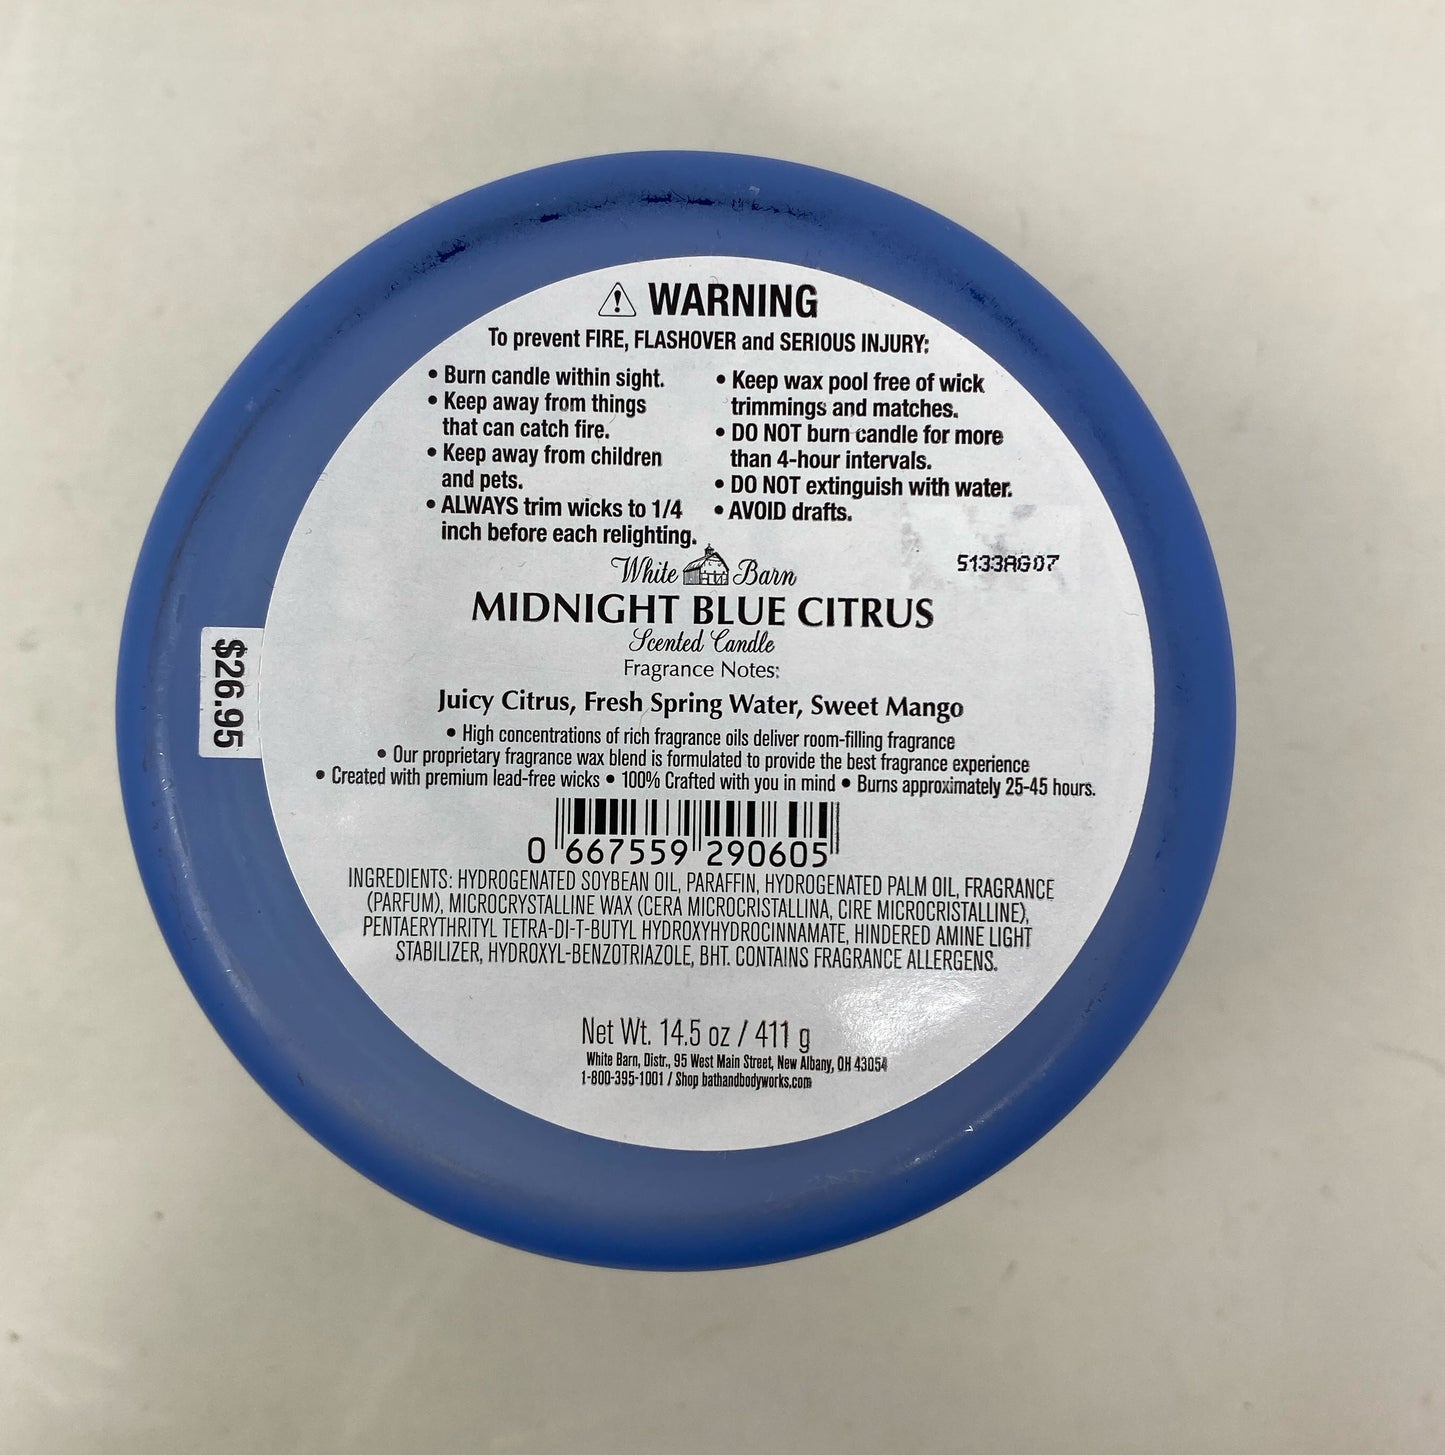 WARNING
To prevent FIRE, FLASHOVER and SERIOUS INJURY:
• Burn candle within sight.
• Keep away from things
that can catch fire.
• Keep away from children
and pets.
• ALWAYS trim wicks to 1/4
inch before each relighting.
• Keep wax pool free of wick
trimmings and matches.
• DO NOT burn candle for more
than 4-hour intervals.
• DO NOT extinguish with water.
• AVOID drafts.
5133AG07
White Barn
MIDNIGHT BLUE CITRUS
Scented Candle
Fragrance Notes:
Juicy Citrus, Fresh Spring Water, Sweet Mango
$26.95
• High concentrations of rich fragrance oils deliver room-filling fragrance
• Our proprietary fragrance wax blend is formulated to provide the best fragrance experience
• Created with premium lead-free wicks • 100% Crafted with you in mind • Burns approximately 25-45 hours.
0 667559 290605
INGREDIENTS: HYDROGENATED SOYBEAN OIL, PARAFFIN, HYDROGENATED PALM OIL, FRAGRANCE
(PARFUM), MICROCRYSTALLINE WAX (CERA MICROCRISTALLINA, CIRE MICROCRISTALLINE),
PENTAERYTHRITYL TETRA-DI-T-BUTYL HYDROXYHYDROCINNAMATE, HINDERED AMINE LIGHT
STABILIZER, HYDROXYL-BENZOTRIAZOLE, BHT. CONTAINS FRAGRANCE ALLERGENS.
Net Wt. 14.5 oz / 411 g
White Barn, Distr., 95 West Main Street, New Albany, OH 43054
1-800-395-1001 / Shop bathandbodyworks.com